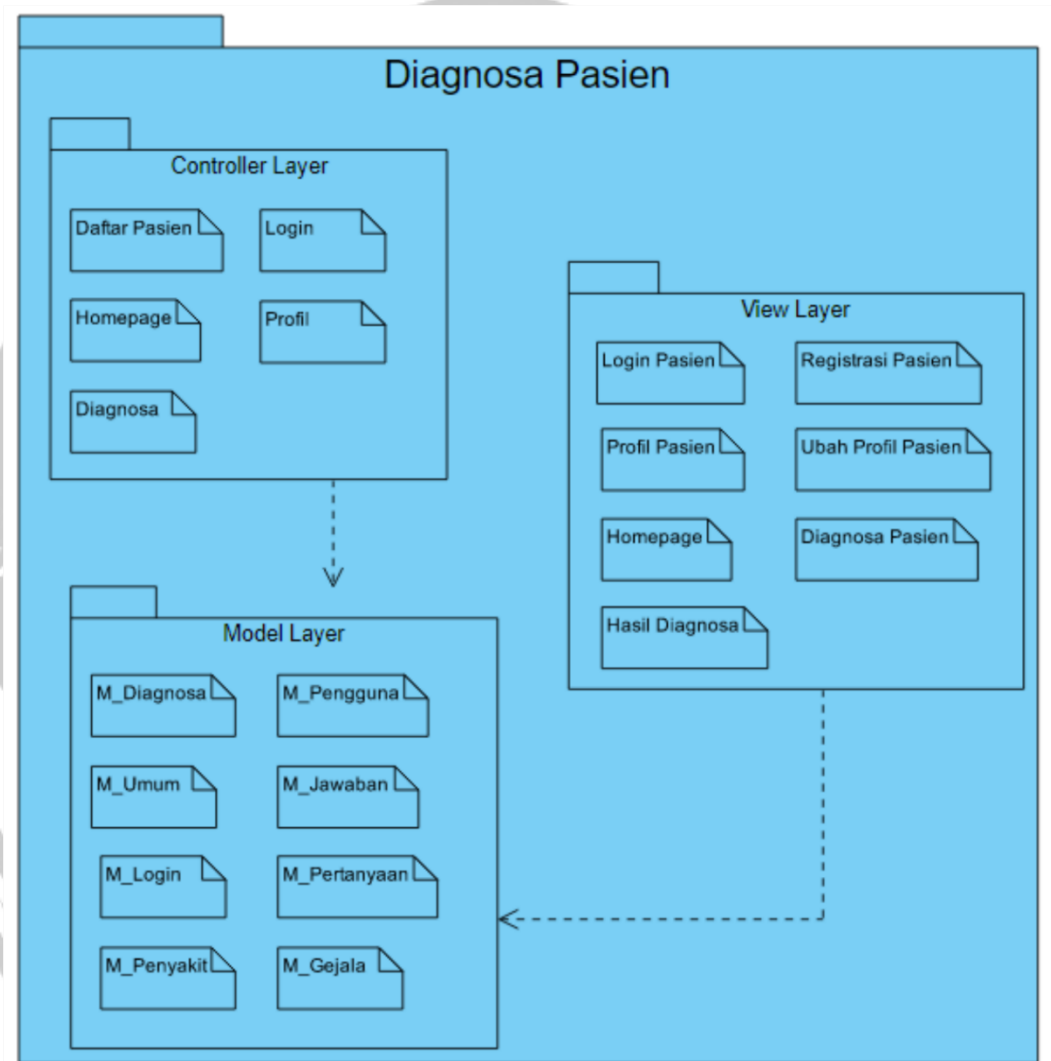 Diagnosa Pasien
Controller Layer
Daftar Pasien
Login
Homepage
Profil
Diagnosa
View Layer
Login Pasien
Registrasi Pasien
Profil Pasien
Ubah Profil Pasien
Homepage
Diagnosa Pasien
Hasil Diagnosa
Model Layer
M_Diagnosa
M_Pengguna
M_Umum
M_Jawaban
M_Login
M_Pertanyaan
M_Penyakit
M_Gejala